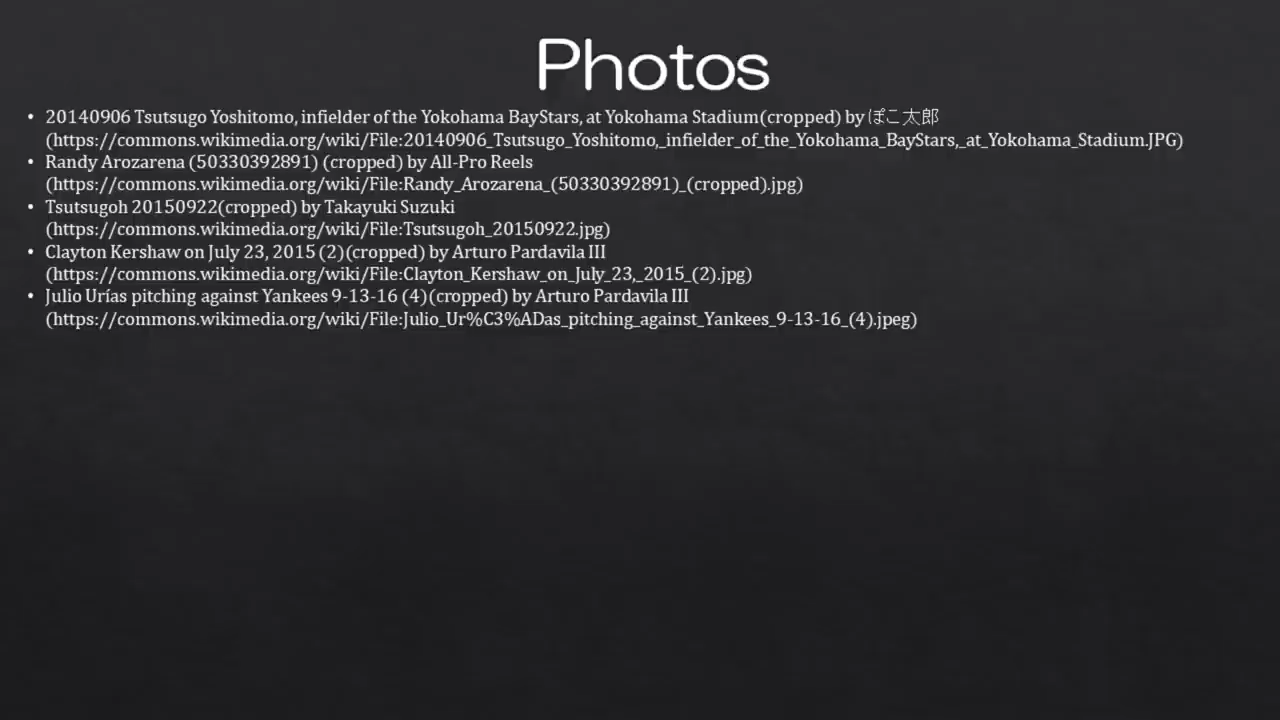 Photos
• 20140906 Tsutsugo Yoshitomo, infielder of the Yokohama BayStars, at Yokohama Stadium(cropped) by ぽこ太郎
(https://commons.wikimedia.org/wiki/File:20140906_Tsutsugo_Yoshitomo,_infielder_of_the_Yokohama_BayStars,_at_Yokohama_Stadium.JPG)
• Randy Arozarena (50330392891) (cropped) by All-Pro Reels
(https://commons.wikimedia.org/wiki/File:Randy_Arozarena_(50330392891)_(cropped).jpg)
• Tsutsugoh 20150922(cropped) by Takayuki Suzuki
(https://commons.wikimedia.org/wiki/File:Tsutsugoh_20150922.jpg)
• Clayton Kershaw on July 23, 2015 (2)(cropped) by Arturo Pardavila III
(https://commons.wikimedia.org/wiki/File:Clayton_Kershaw_on_July_23,_2015_(2).jpg)
• Julio Urías pitching against Yankees 9-13-16 (4)(cropped) by Arturo Pardavila III
(https://commons.wikimedia.org/wiki/File:Julio_Ur%C3%ADas_pitching_against_Yankees_9-13-16_(4).jpeg)